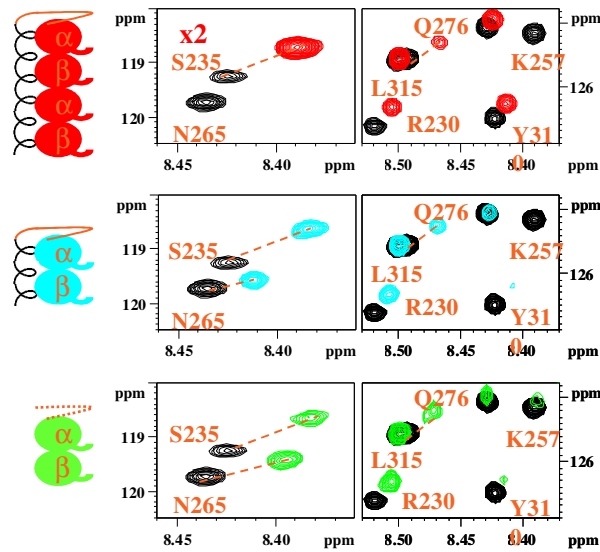 α
β
α
β
ppm
119
120
x2
S235
N265
8.45
8.40
ppm
Q276
L315
R230
K257
Y31
0
ppm
126
8.50
8.45
8.40
ppm
α
β
ppm
119
120
S235
N265
8.45
8.40
ppm
Q276
L315
R230
K257
Y31
0
ppm
126
8.50
8.45
8.40
ppm
α
β
ppm
119
120
S235
N265
8.45
8.40
ppm
Q276
L315
R230
K257
Y31
0
ppm
126
8.50
8.45
8.40
ppm